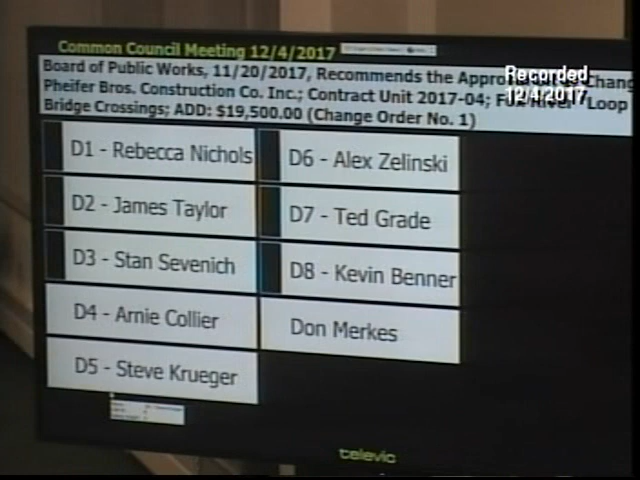 Common Council Meeting 12/4/2017
Board of Public Works, 11/20/2017, Recommends the Chang
Pheifer Bros. Construction Co. Inc.; Contract Unit 2017-04; Loop
Bridge Crossings; ADD: $19,500.00 (Change Order No. 1)
Recorded
12/4/2017
D1 - Rebecca Nichols
D2 - James Taylor
D3 - Stan Sevenich
D4 - Arnie Collier
D5 - Steve Krueger
D6 - Alex Zelinski
D7 - Ted Grade
D8 - Kevin Benner
Don Merkes
televic